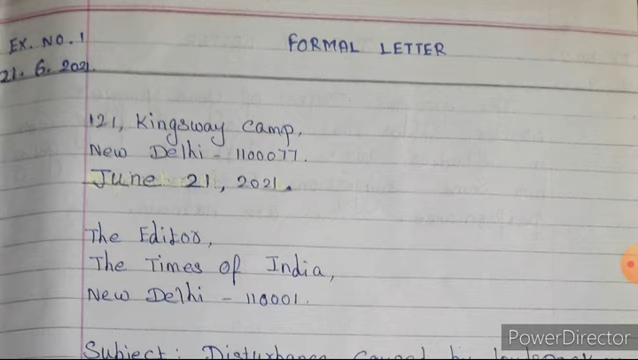 EX. NO. 1
FORMAL LETTER
21. 6. 2021.
121, Kingsway Camp,
New Delhi - 1100077.
June 21, 2021.
The Editor,
The Times of India,
New Delhi - 110001.
Subject: Disturbance caused by
PowerDirector